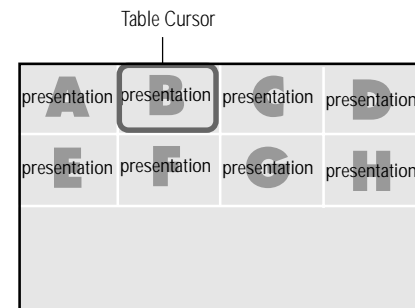 Table Cursor
A B C D
presentation presentation presentation presentation
E F G H
presentation presentation presentation presentation